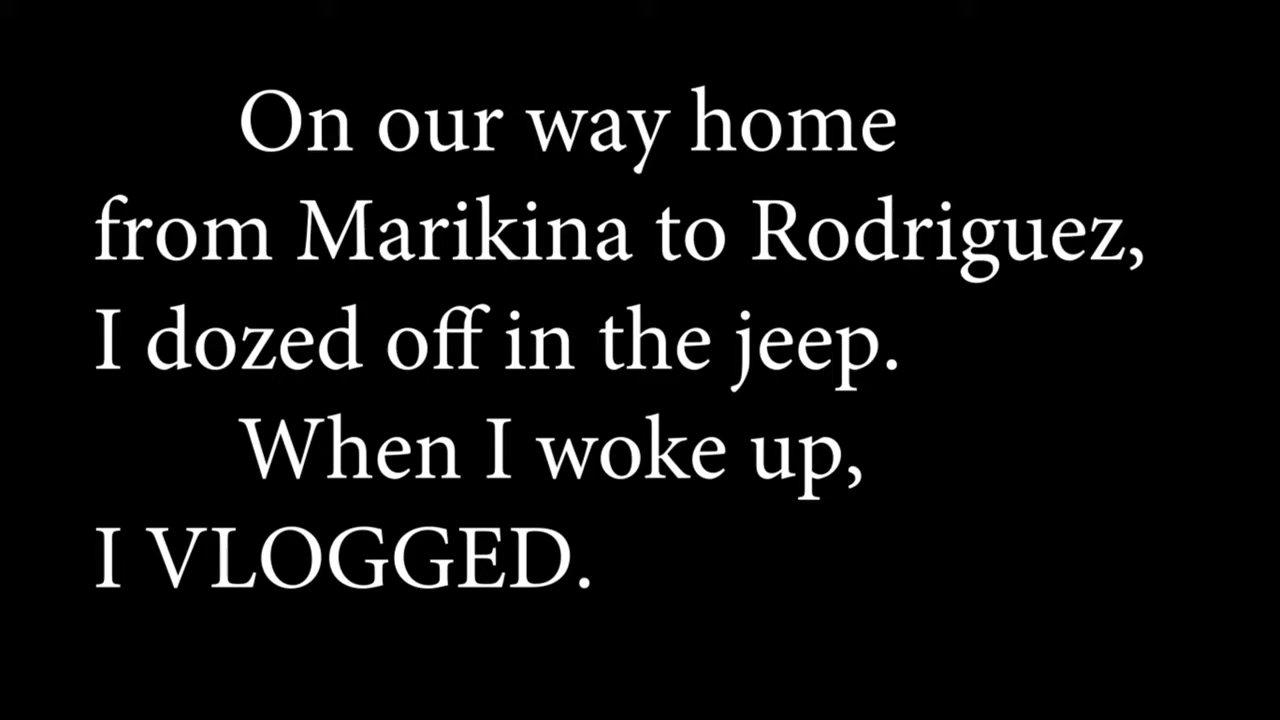 On our way home
from Marikina to Rodriguez,
I dozed off in the jeep.
When I woke up,
I VLOGGED.